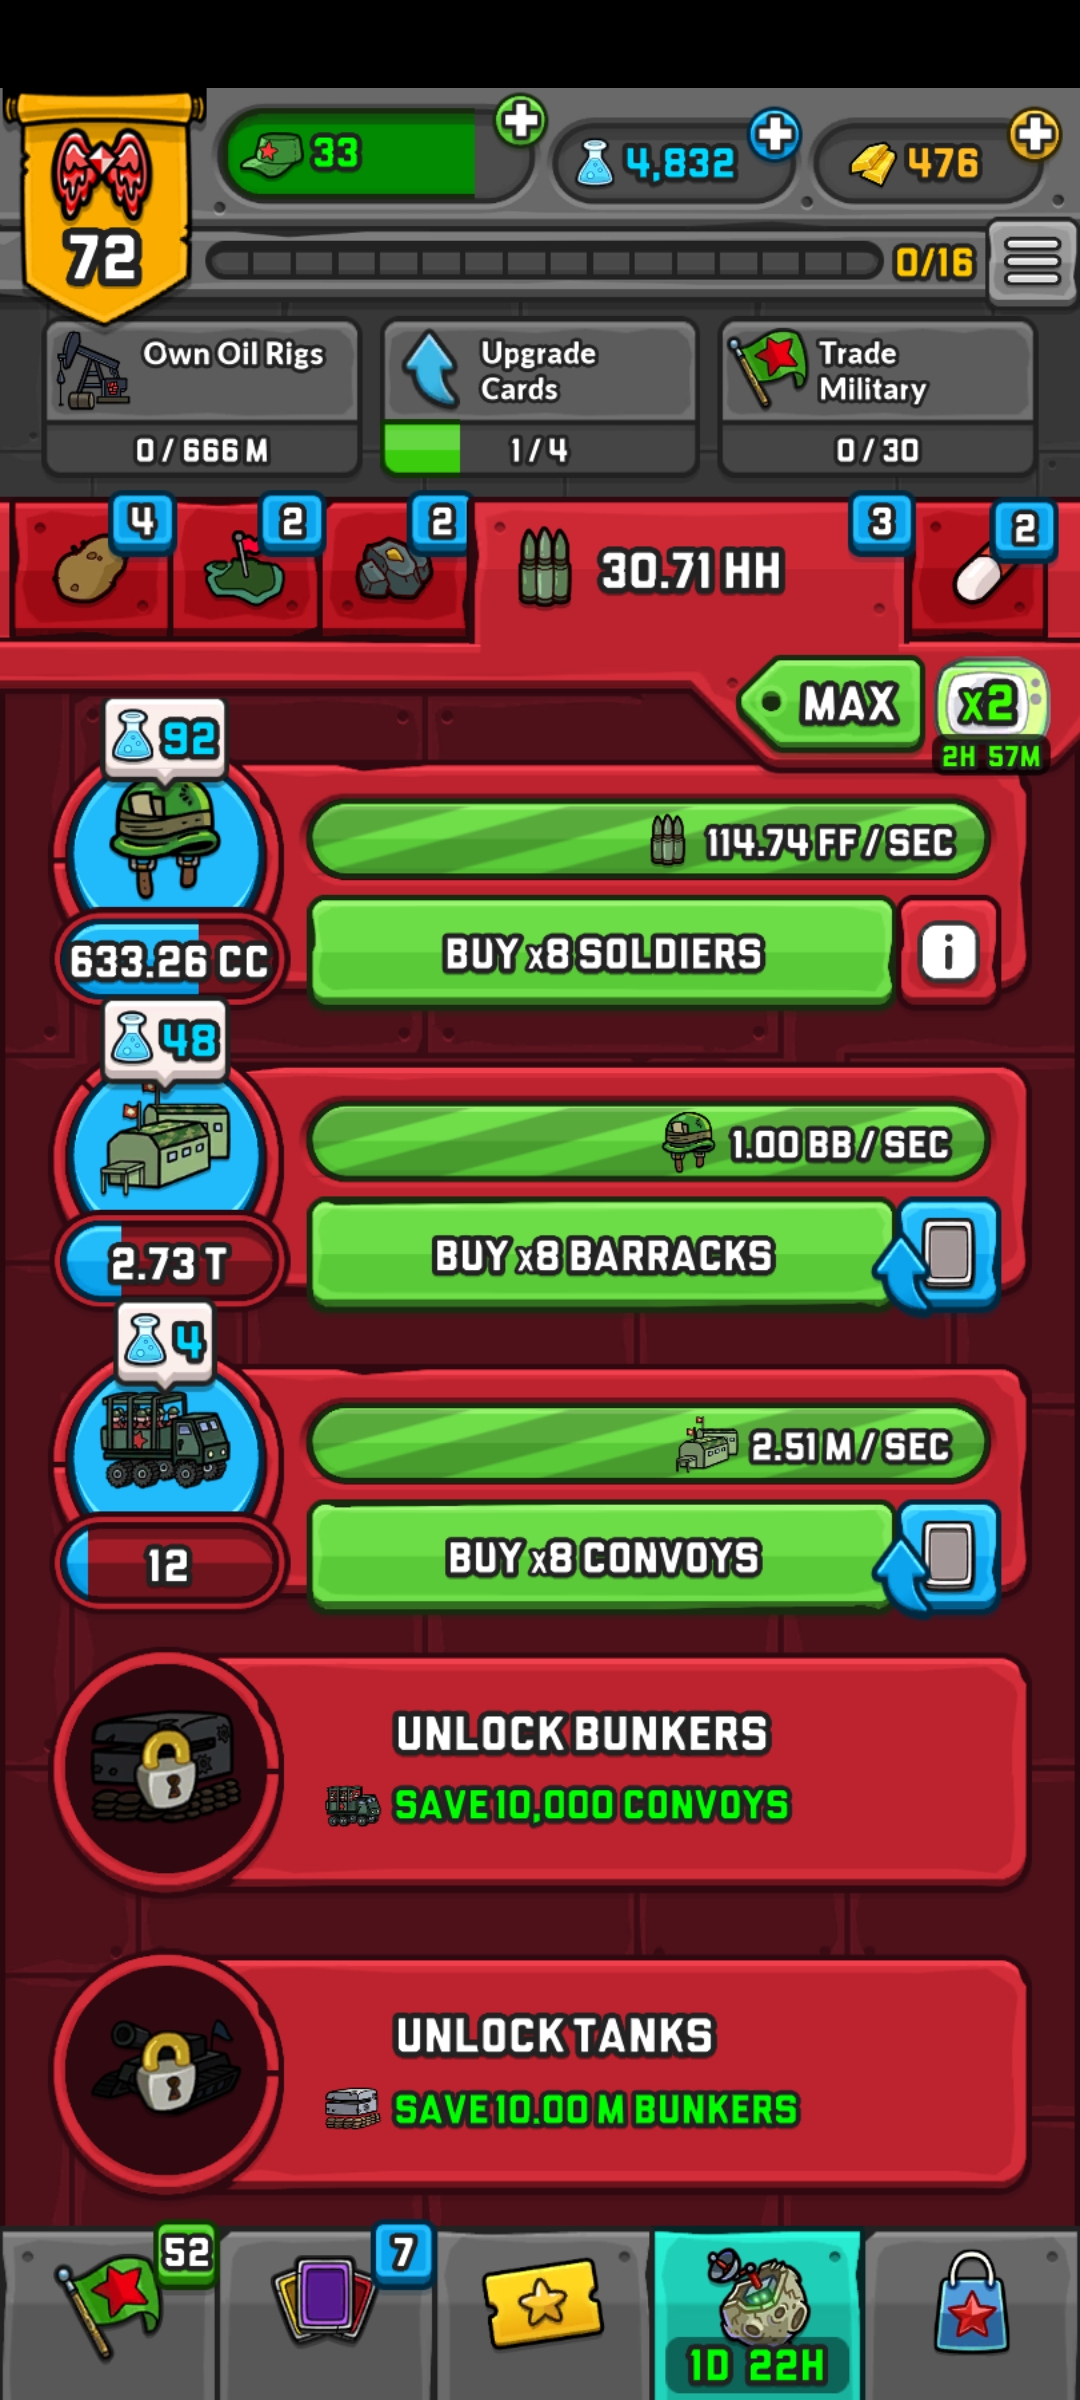 33
4,832
476
72
0/16
Own Oil Rigs
0 / 666 M
Upgrade
Cards
1 / 4
Trade
Military
0 / 30
4
2
2
30.71 HH
3
2
MAX
x2
2H 57M
92
114.74 FF / SEC
633.26 CC
BUY x8 SOLDIERS
i
48
1.00 BB / SEC
2.73 T
BUY x8 BARRACKS
4
2.51 M / SEC
12
BUY x8 CONVOYS
UNLOCK BUNKERS
SAVE 10,000 CONVOYS
UNLOCK TANKS
SAVE 10.00 M BUNKERS
52
7
1D 22H